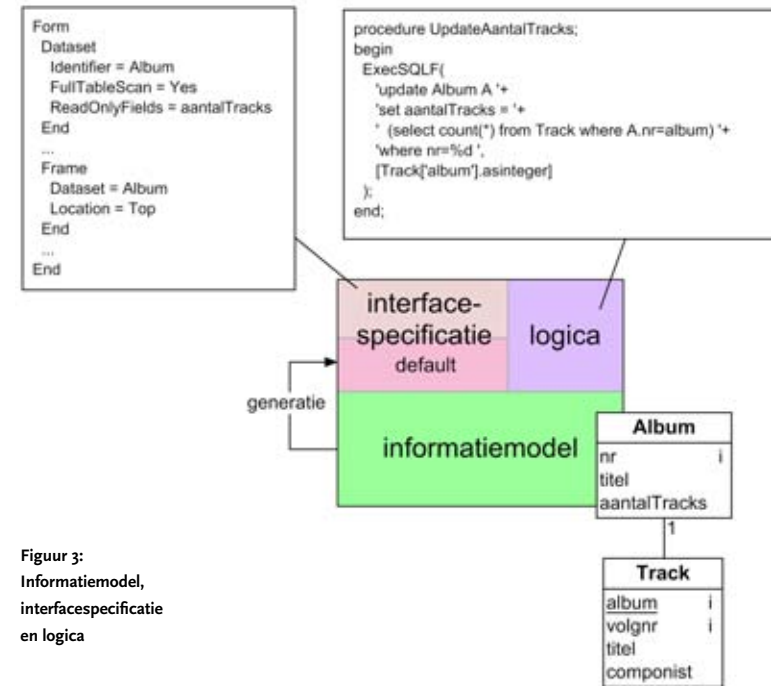 Form
Dataset
Identifier = Album
FullTableScan = Yes
ReadOnlyFields = aantalTracks
End
...
Frame
Dataset = Album
Location = Top
End
...
End
procedure UpdateAantalTracks;
begin
ExecSQLF(
'update Album A '+
'set aantalTracks = '+
' (select count(*) from Track where A.nr=album) '+
'where nr=%d ',
[Track['album'].asinteger]
);
end;
interface-
specificatie
default
logica
generatie
informatiemodel
Album
nr i
titel
aantalTracks
1
Track
album i
volgnr i
titel
componist
Figuur 3:
Informatiemodel,
interfacespecificatie
en logica